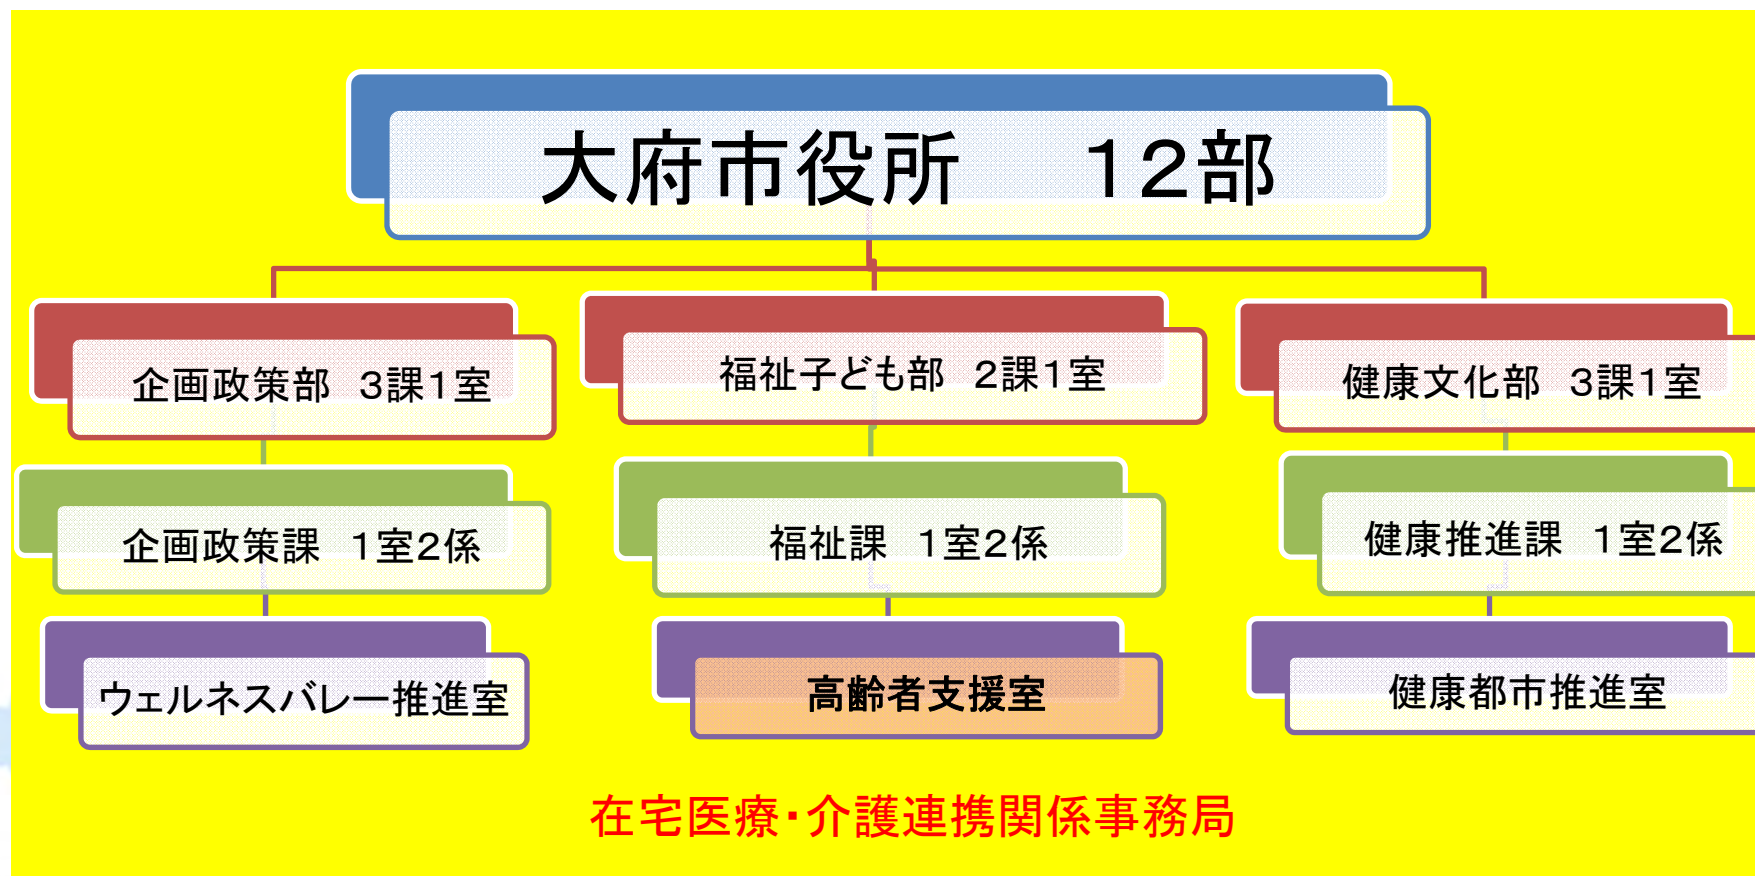 大府市役所　　12部
企画政策部　3課1室
福祉子ども部　2課1室
健康文化部　3課1室
企画政策課　1室2係
福祉課　1室2係
健康推進課　1室2係
ウェルネスバレー推進室
高齢者支援室
健康都市推進室
在宅医療・介護連携関係事務局